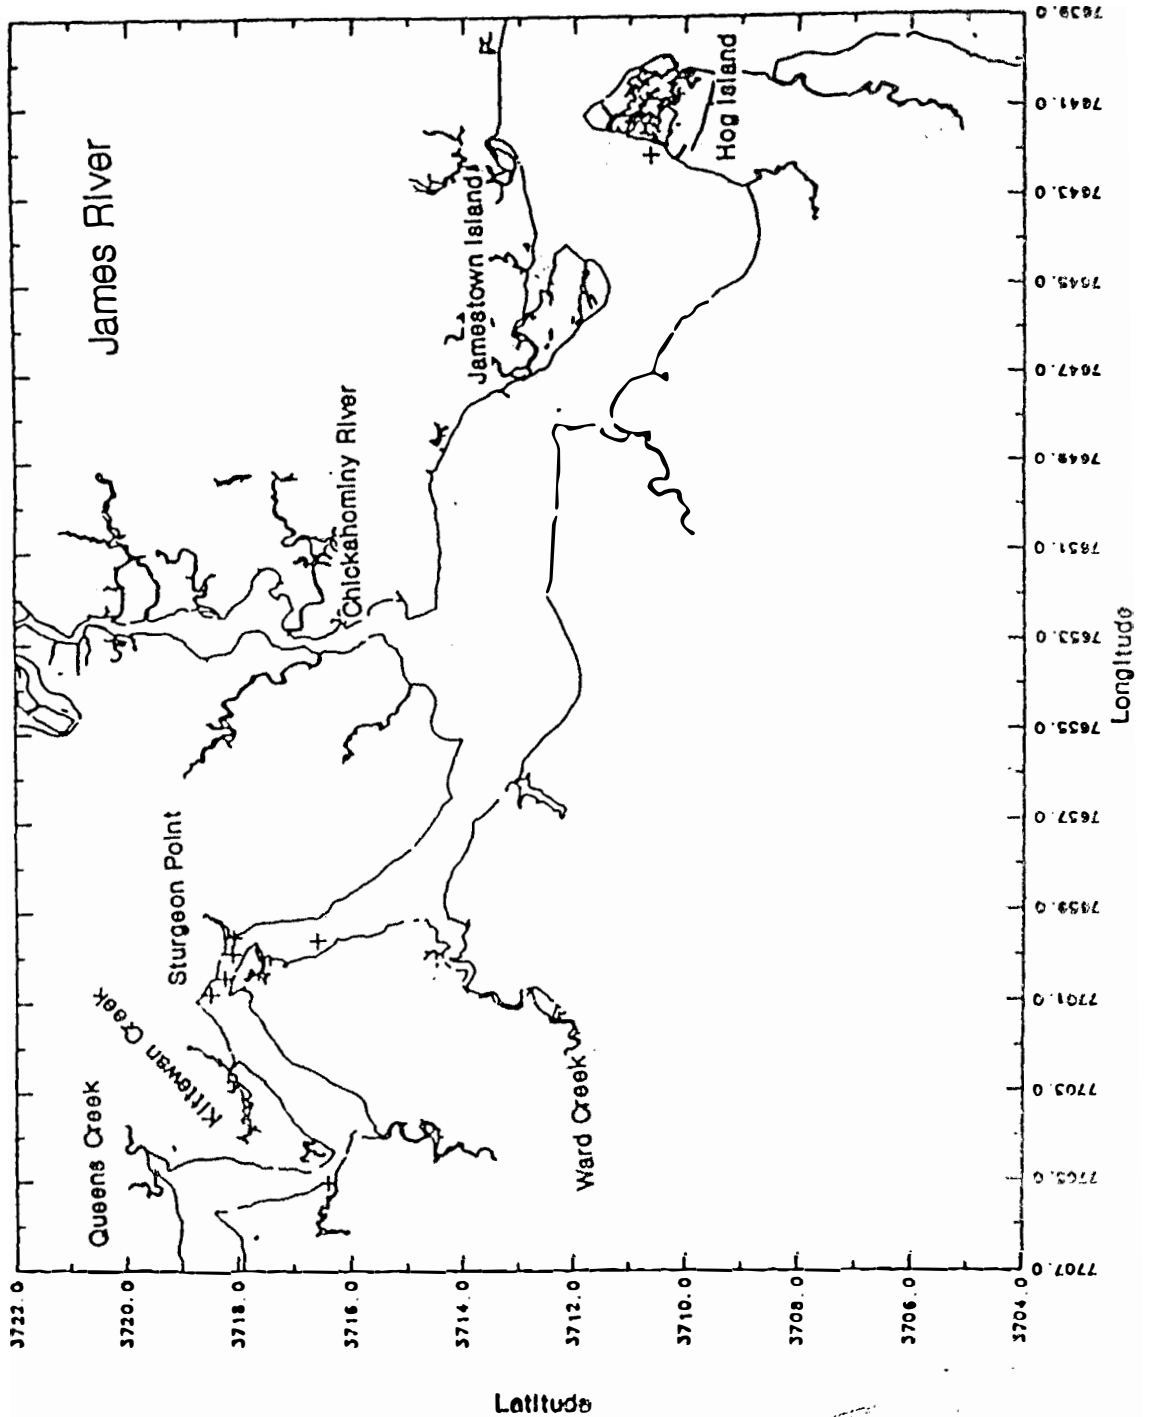 James River
Hog Island
Jamestown Island
Chickahominy River
Sturgeon Point
Kittewan Creek
Queens Creek
Ward Creek
Latitude
3722.0
3720.0
3718.0
3716.0
3714.0
3712.0
3710.0
3708.0
3706.0
3704.0
7707.0
7705.0
7703.0
7701.0
7659.0
7657.0
7655.0
7653.0
7651.0
7649.0
7647.0
7645.0
7643.0
7641.0
7639.0
Longitude